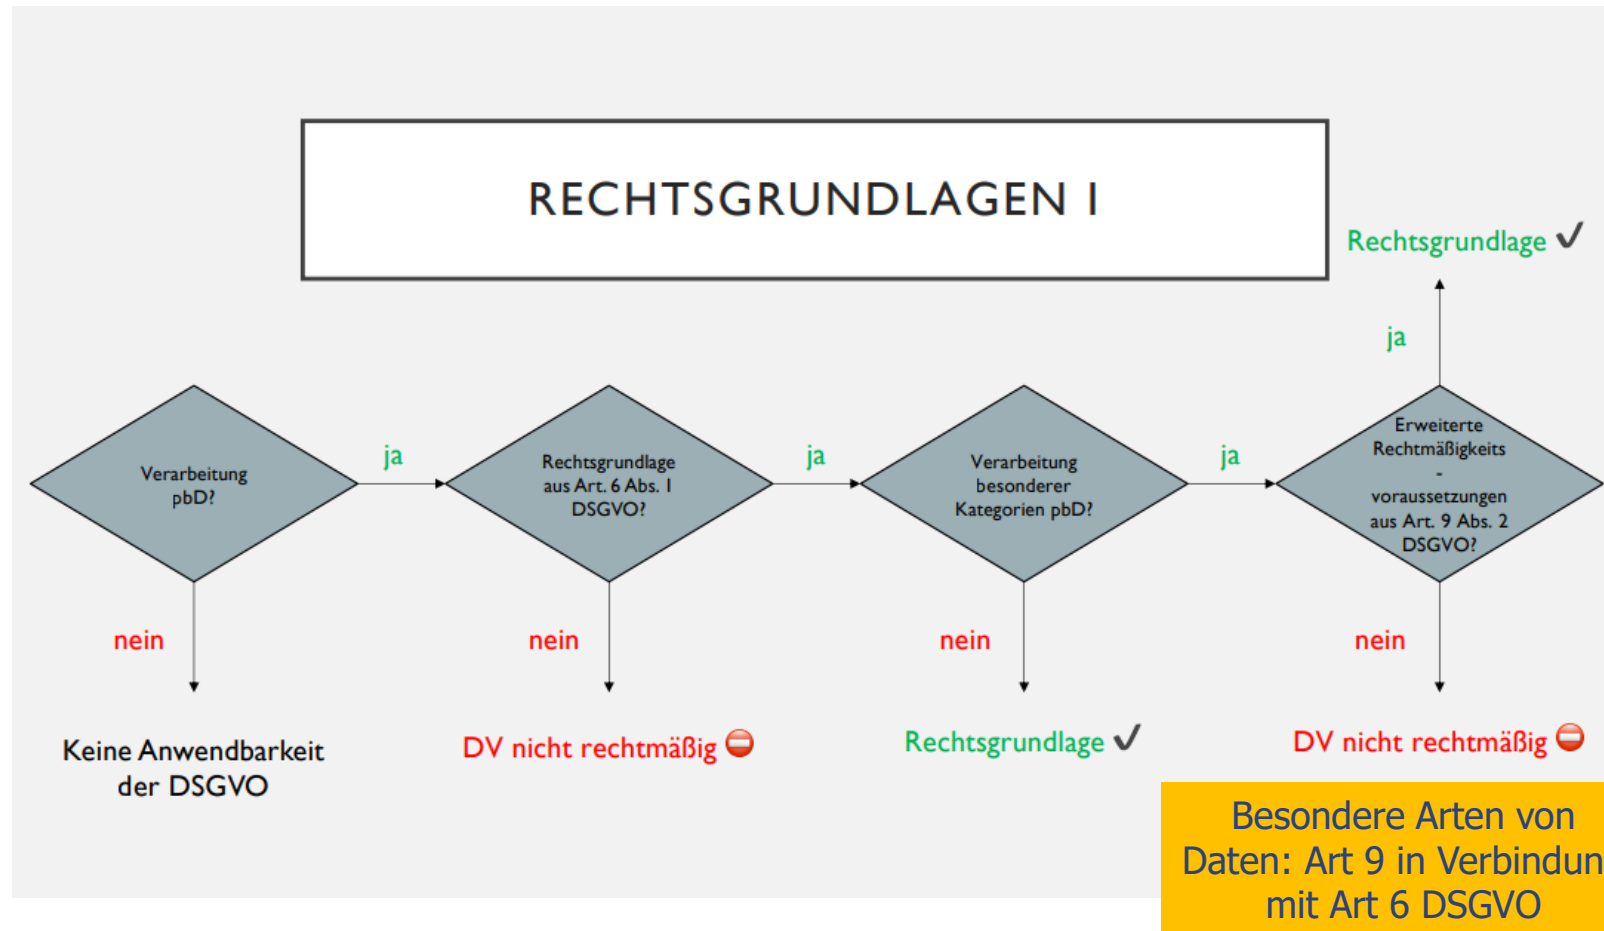 RECHTSGRUNDLAGEN I
Rechtsgrundlage ✓
ja
Verarbeitung
pbD?
ja
Rechtsgrundlage
aus Art. 6 Abs. I
DSGVO?
ja
Verarbeitung
besonderer
Kategorien pbD?
ja
Erweiterte
Rechtmäßigkeits
-
voraussetzungen
aus Art. 9 Abs. 2
DSGVO?
nein
nein
nein
nein
Keine Anwendbarkeit
der DSGVO
DV nicht rechtmäßig ⛔
Rechtsgrundlage ✓
DV nicht rechtmäßig ⛔
Besondere Arten von
Daten: Art 9 in Verbindun
mit Art 6 DSGVO